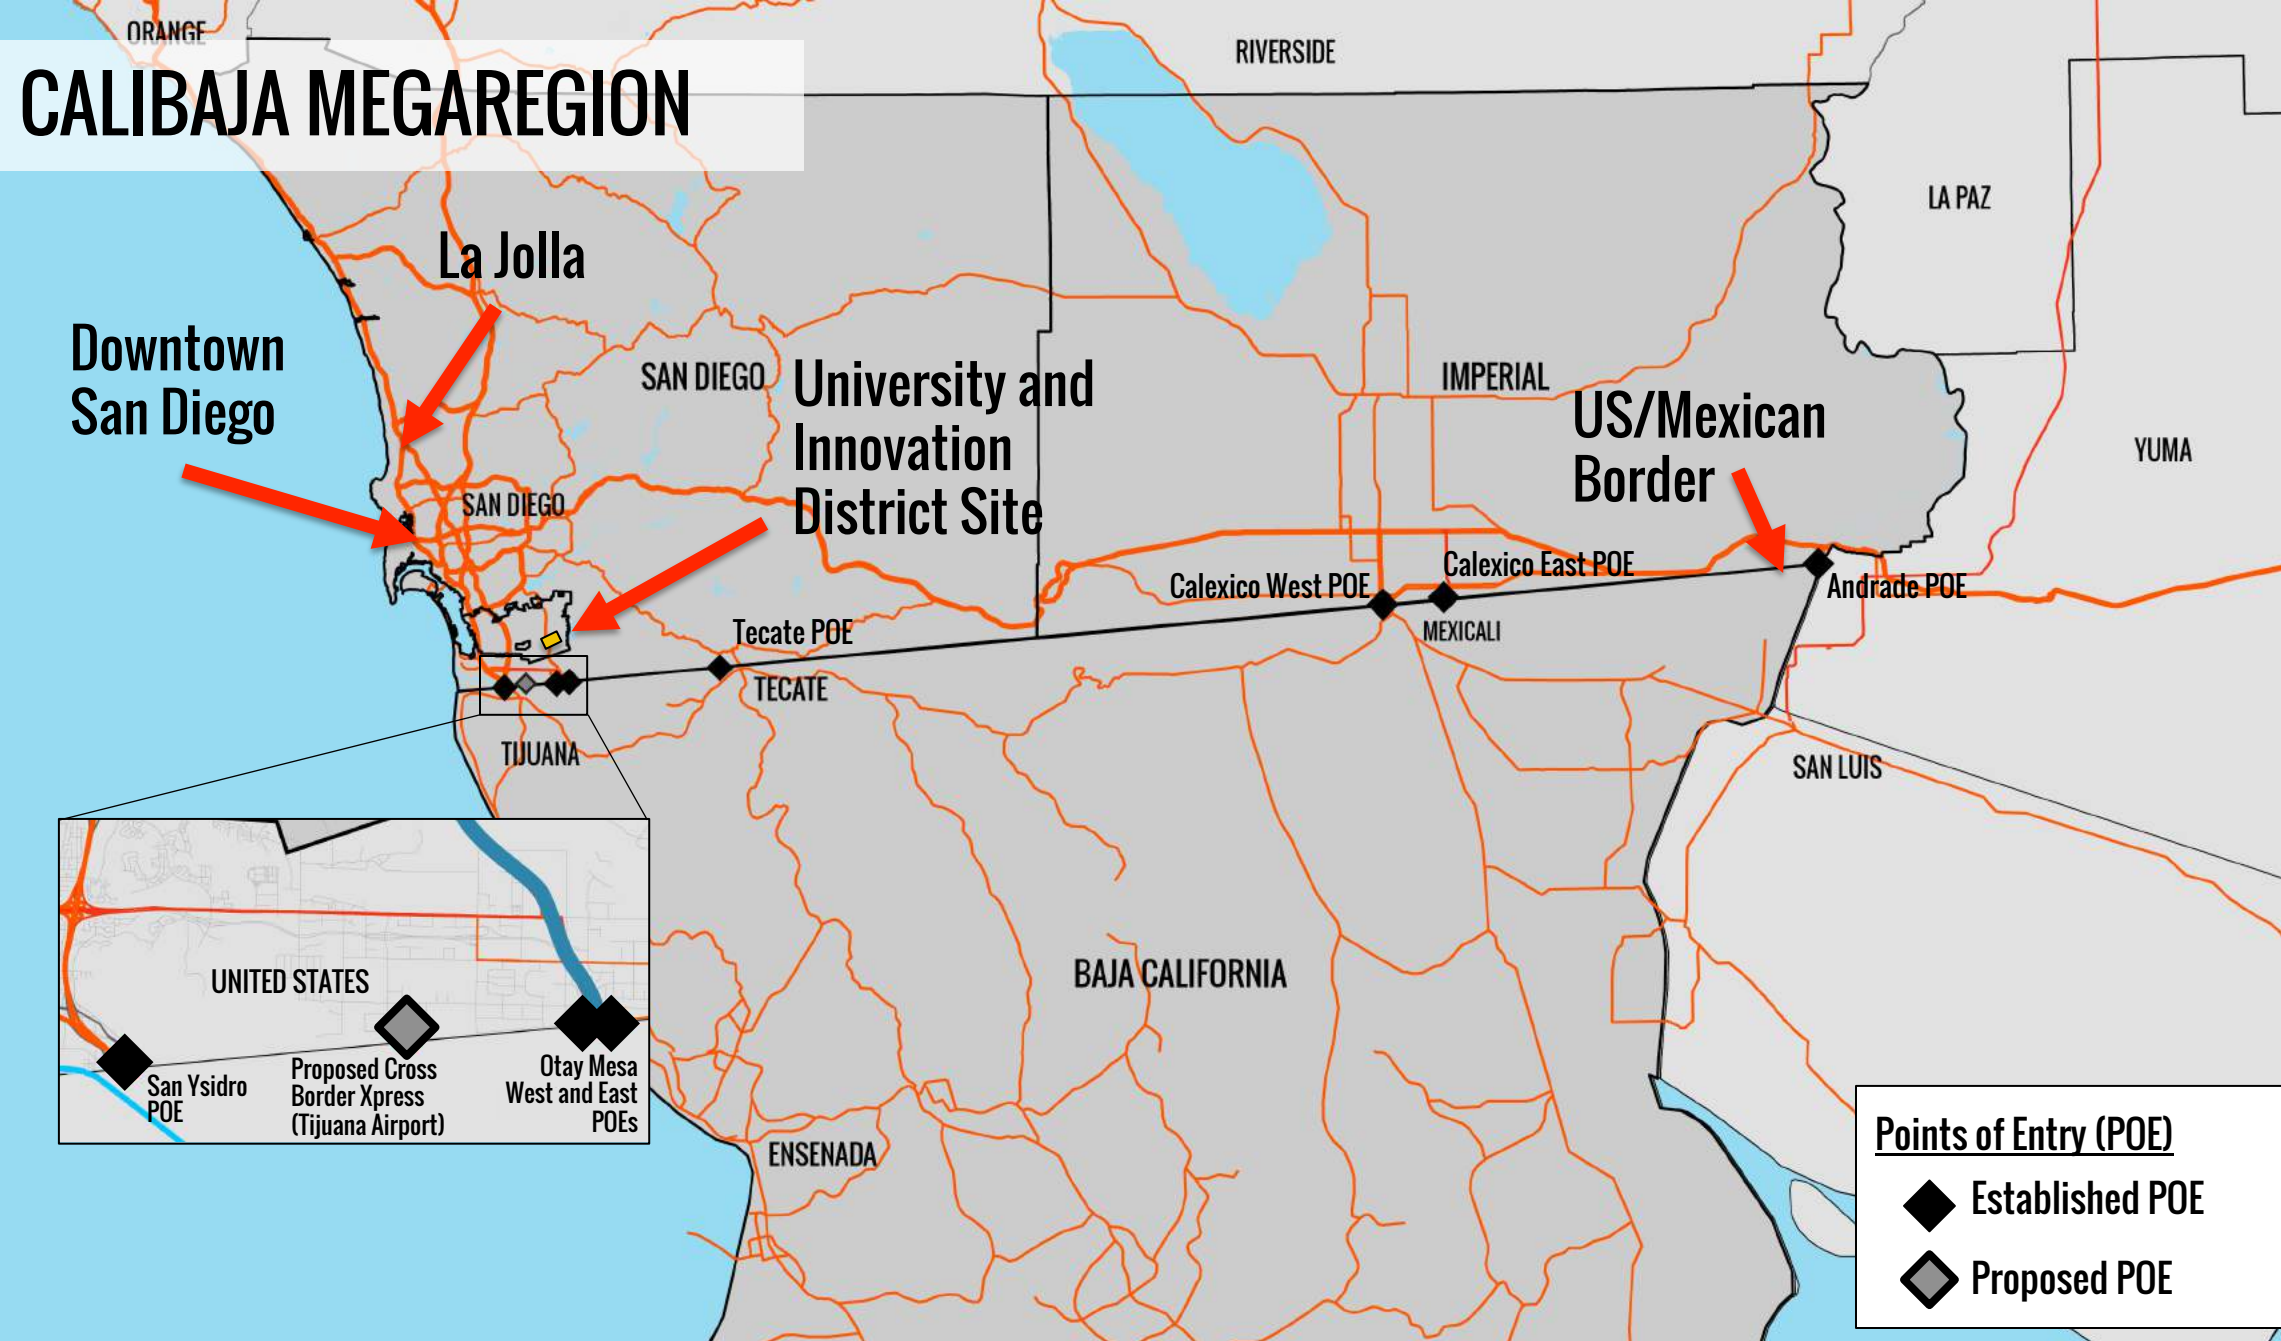 ORANGE
CALIBAJA MEGAREGION
RIVERSIDE
LA PAZ
La Jolla
Downtown
San Diego
SAN DIEGO
University and
Innovation
District Site
IMPERIAL
US/Mexican
Border
YUMA
SAN DIEGO
Calexico West POE
Calexico East POE
Andrade POE
Tecate POE
MEXICALI
TECATE
TIJUANA
SAN LUIS
UNITED STATES
San Ysidro
POE
Proposed Cross
Border Xpress
(Tijuana Airport)
Otay Mesa
West and East
POEs
BAJA CALIFORNIA
ENSENADA
Points of Entry (POE)
Established POE
Proposed POE